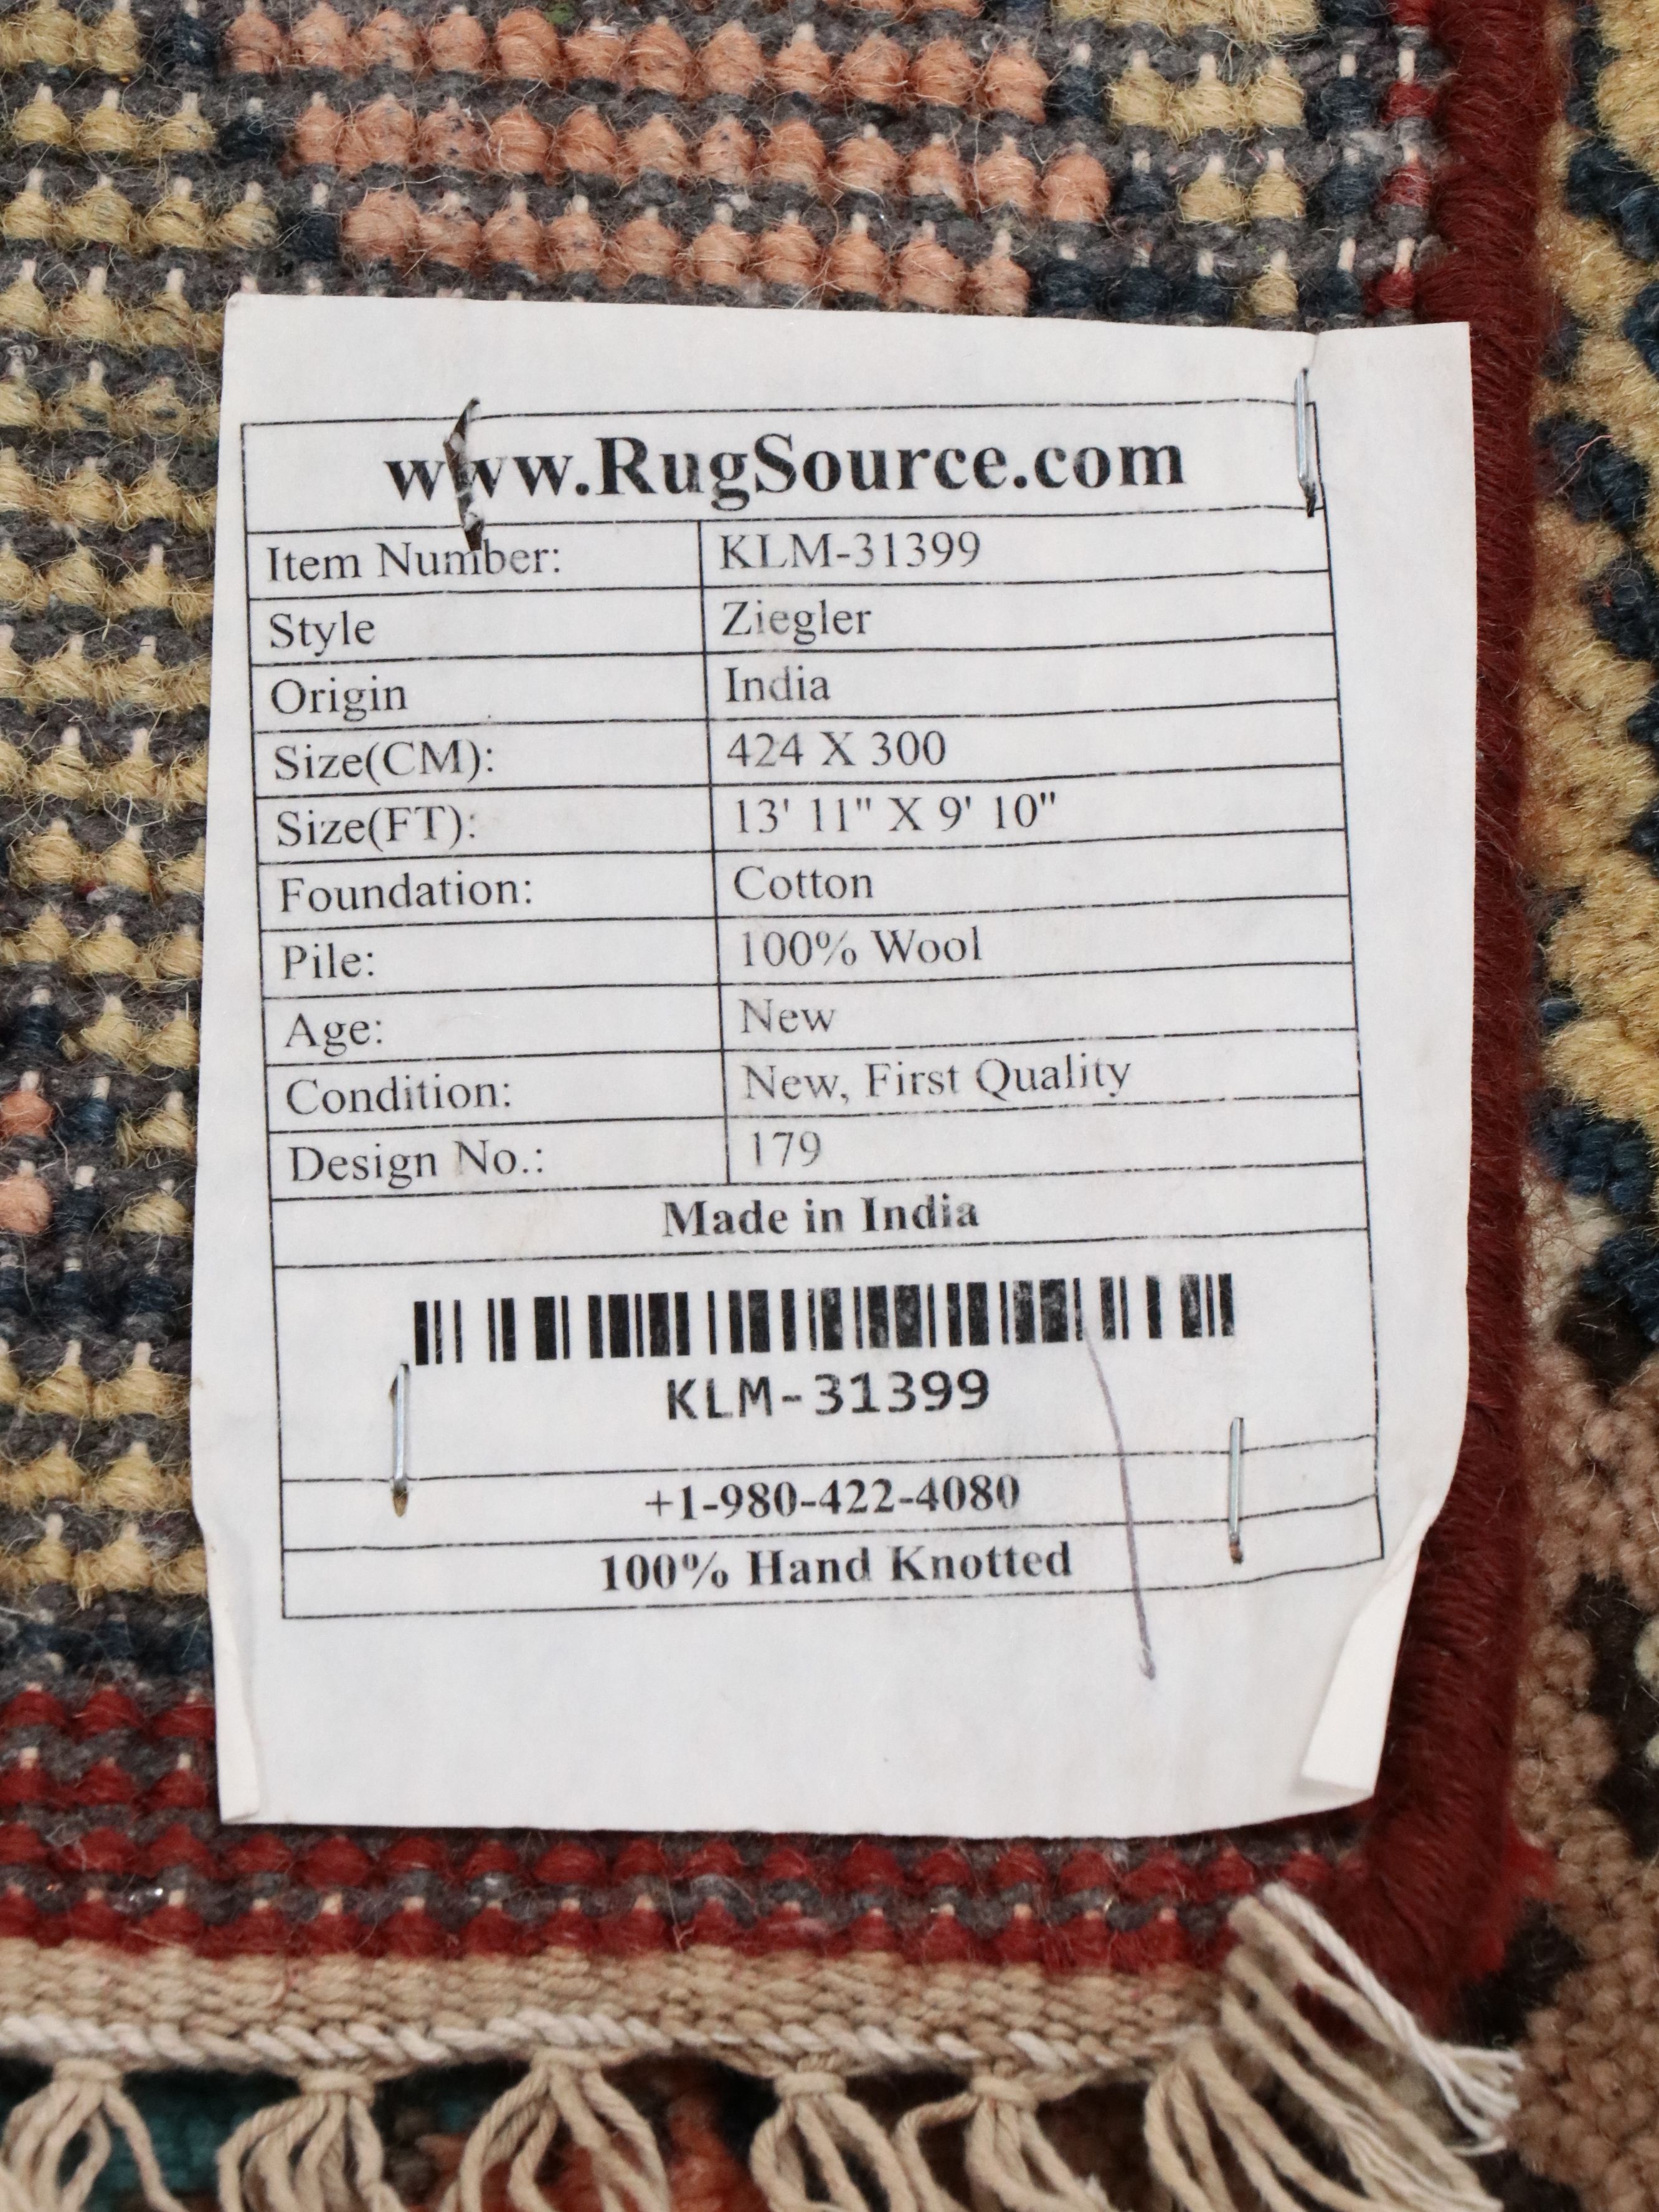 www.RugSource.com
Item Number: KLM-31399
Style Ziegler
Origin India
Size(CM): 424 X 300
Size(FT): 13' 11" X 9' 10"
Foundation: Cotton
Pile: 100% Wool
Age: New
Condition: New, First Quality
Design No.: 179
Made in India
KLM-31399
+1-980-422-4080
100% Hand Knotted